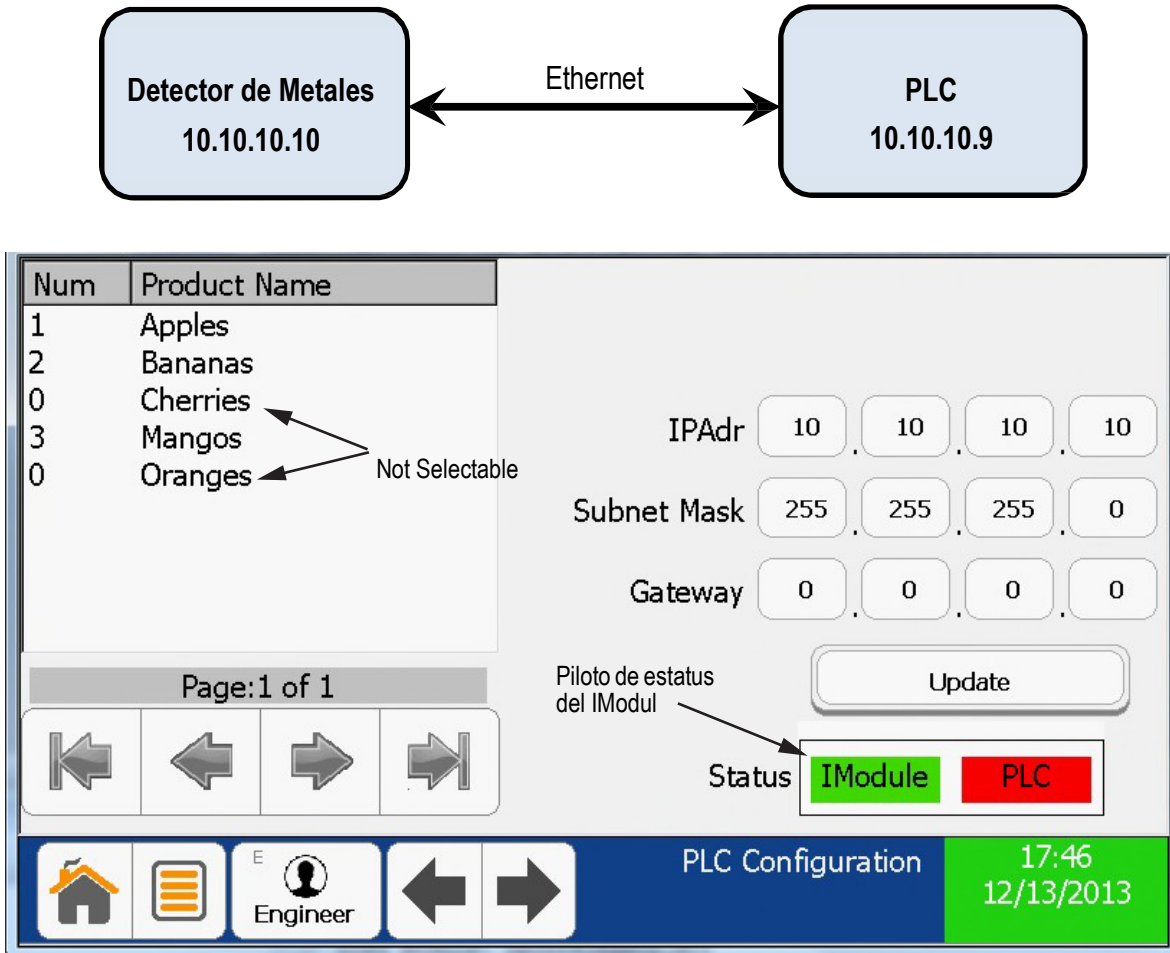 Detector de Metales
10.10.10.10
Ethernet
PLC
10.10.10.9
Num Product Name
1 Apples
2 Bananas
0 Cherries
3 Mangos
0 Oranges
Not Selectable
IPAdr 10 . 10 . 10 . 10
Subnet Mask 255 . 255 . 255 . 0
Gateway 0 . 0 . 0 . 0
Page:1 of 1
Piloto de estatus
del IModul
Update
Status IModule PLC
E
Engineer
PLC Configuration
17:46
12/13/2013